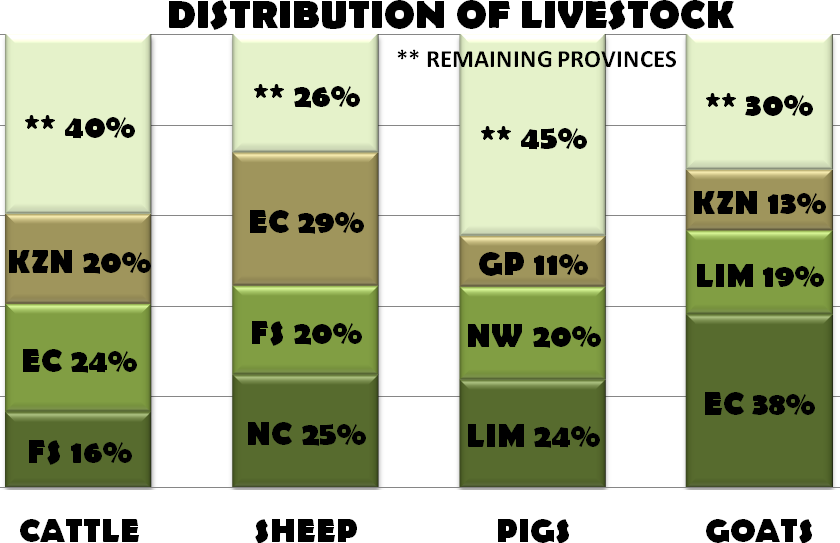 DISTRIBUTION OF LIVESTOCK
** REMAINING PROVINCES
** 40%
KZN 20%
EC 24%
FS 16%
** 26%
EC 29%
FS 20%
NC 25%
** 45%
GP 11%
NW 20%
LIM 24%
** 30%
KZN 13%
LIM 19%
EC 38%
CATTLE
SHEEP
PIGS
GOATS